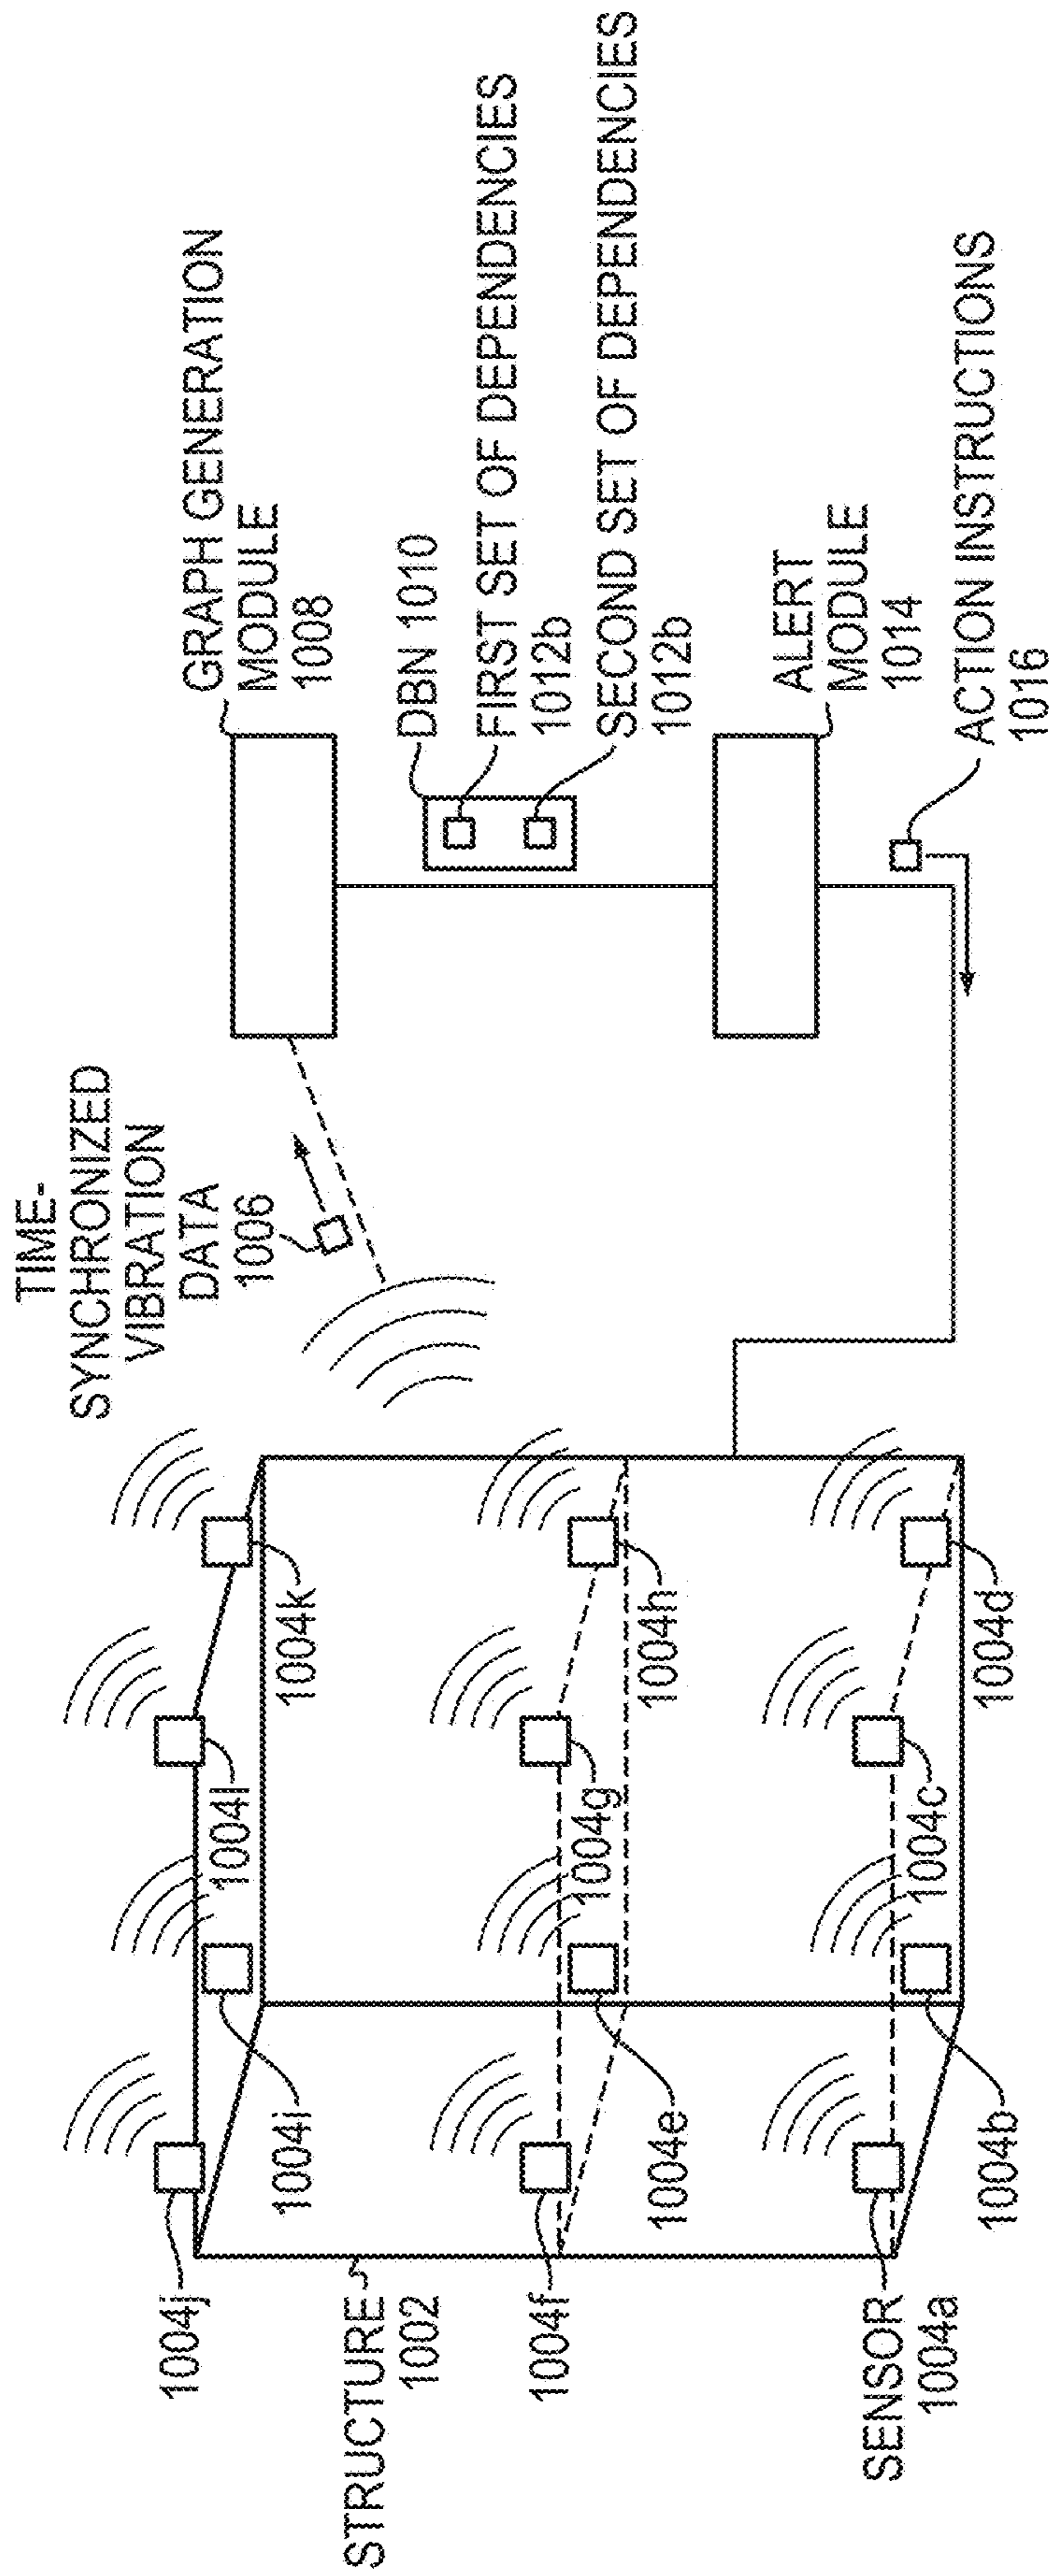 1004j
STRUCTURE
1002
1004i
1004l
1004k
1004f
1004e
1004g
1004h
SENSOR
1004a
1004b
1004c
1004d
TIME-
SYNCHRONIZED
VIBRATION
DATA
1006
GRAPH GENERATION
MODULE
1008
DBN 1010
FIRST SET OF DEPENDENCIES
1012b
SECOND SET OF DEPENDENCIES
1012b
ALERT
MODULE
1014
ACTION INSTRUCTIONS
1016